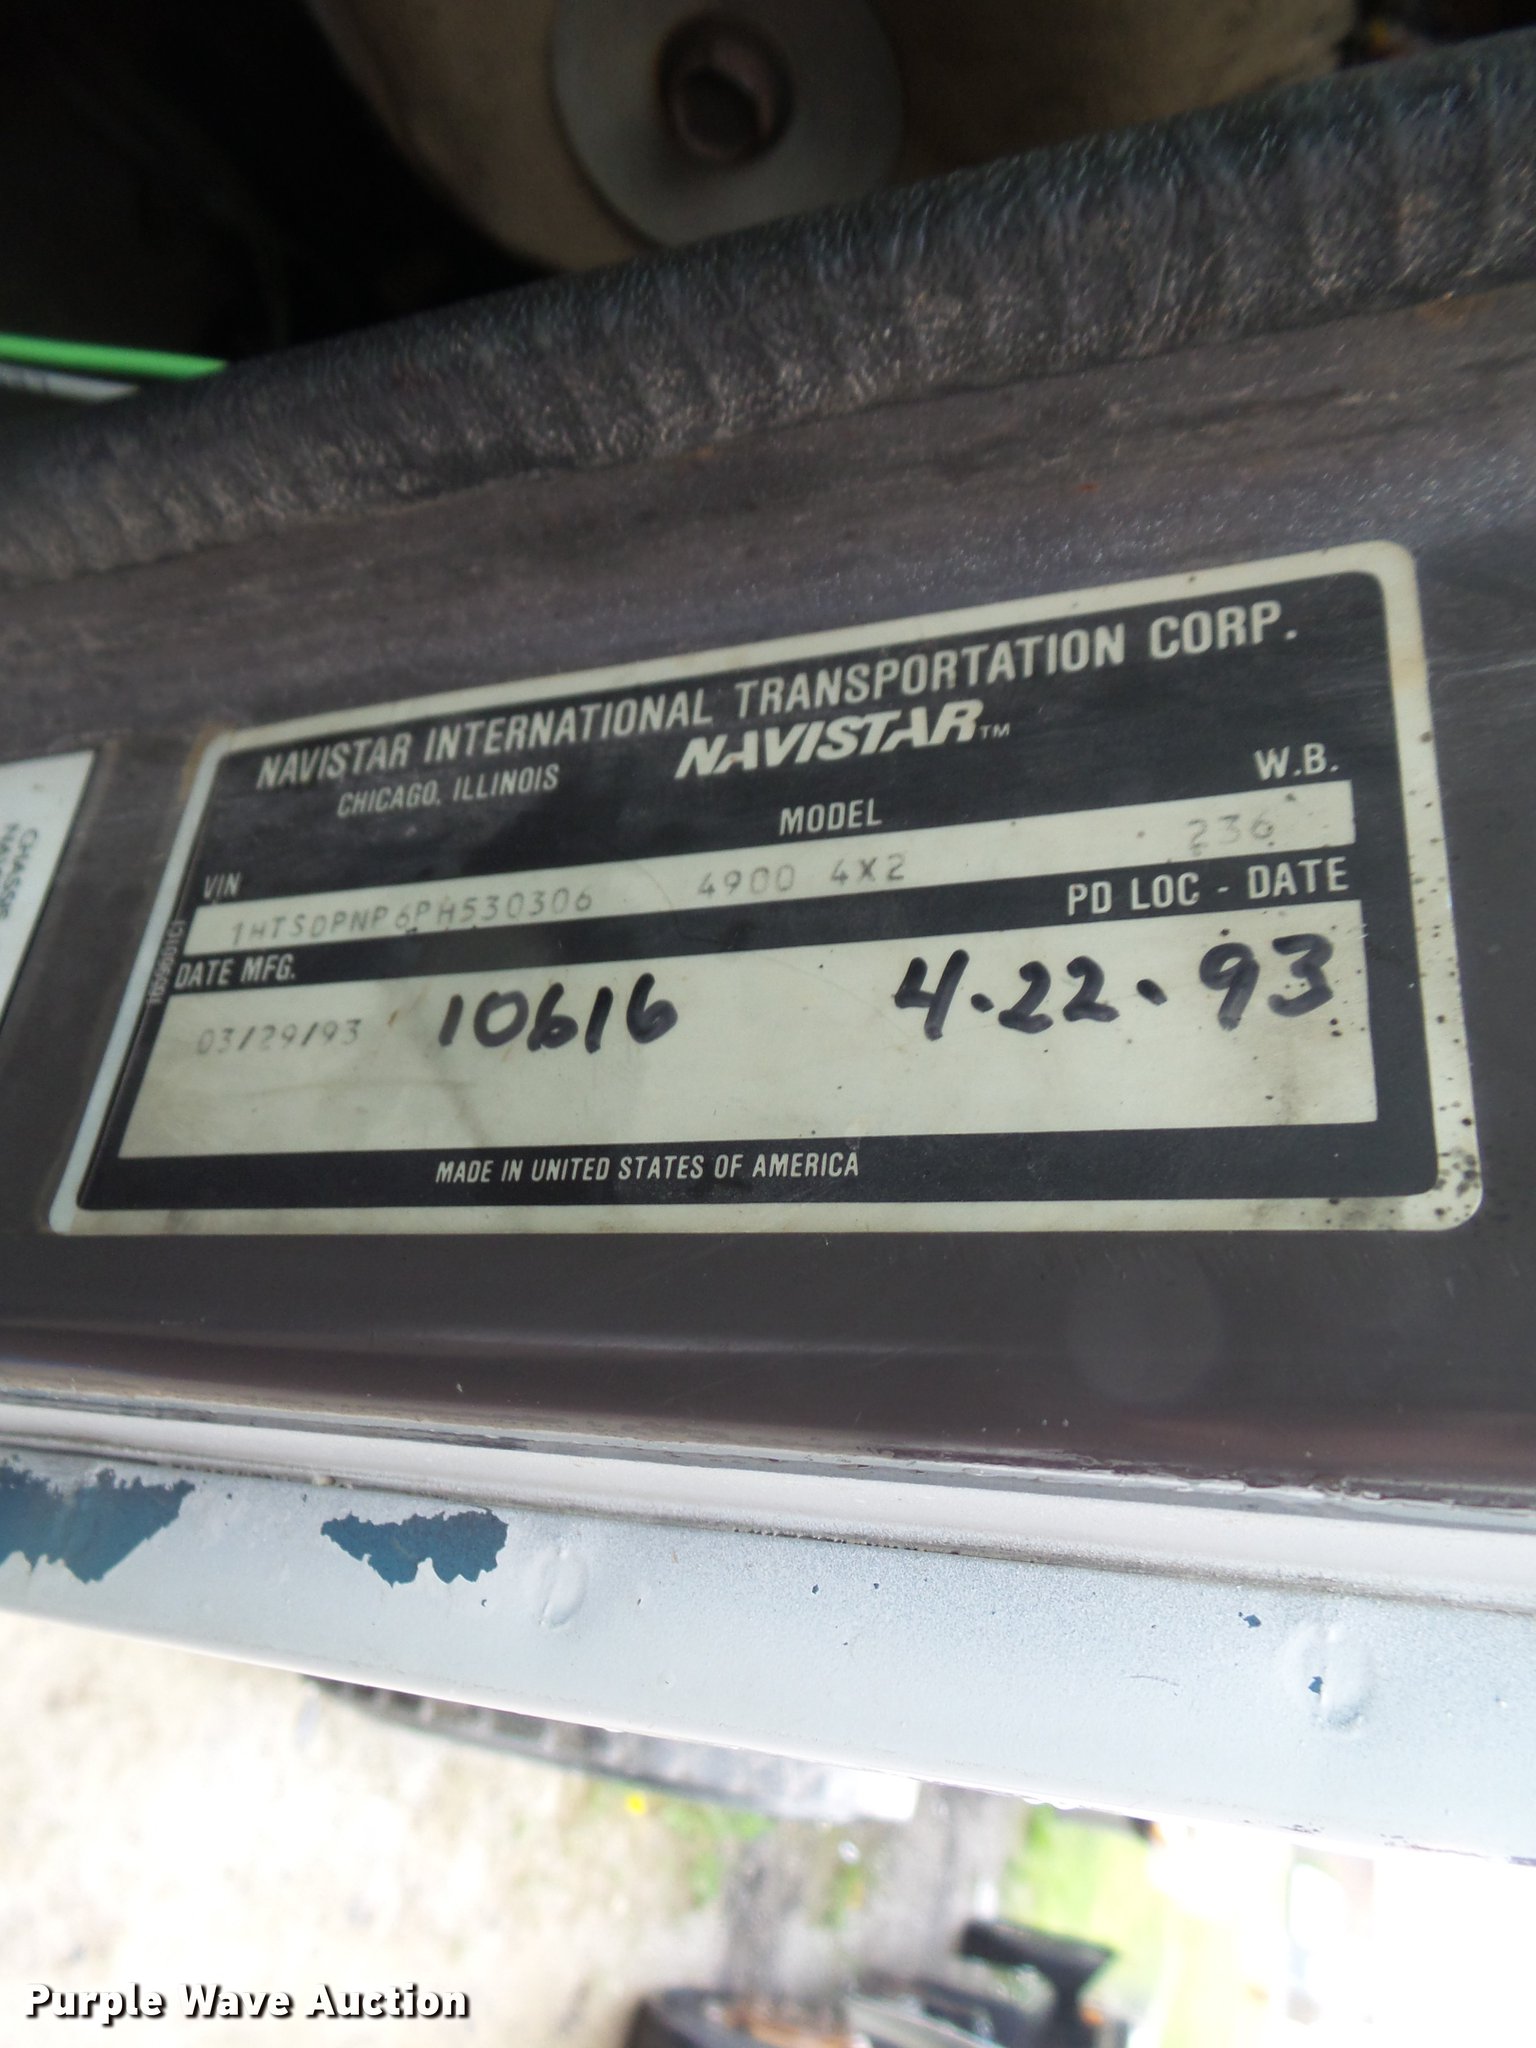 NAVISTAR INTERNATIONAL TRANSPORTATION CORP.
CHICAGO, ILLINOIS
NAVISTAR™
VIN
MODEL
W.B.
1HTSDPNP6PH530306
4900 4X2
236
DATE MFG.
PD LOC - DATE
03/29/93
10616
4.22.93
MADE IN UNITED STATES OF AMERICA
CHASSIS
Purple Wave Auction